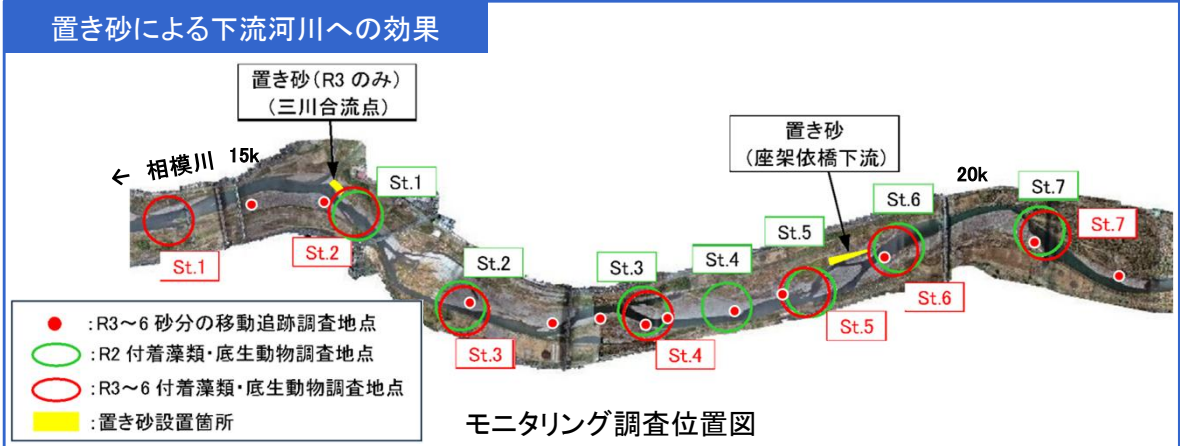 置き砂による下流河川への効果
置き砂(R3 のみ)
(三川合流点)
置き砂
(座架依橋下流)
← 相模川 15k
20k
St.1
St.2
St.3
St.4
St.5
St.6
St.7
St.1
St.2
St.3
St.4
St.5
St.6
St.7
:R3～6 砂分の移動追跡調査地点
:R2 付着藻類・底生動物調査地点
:R3～6 付着藻類・底生動物調査地点
:置き砂設置箇所
モニタリング調査位置図